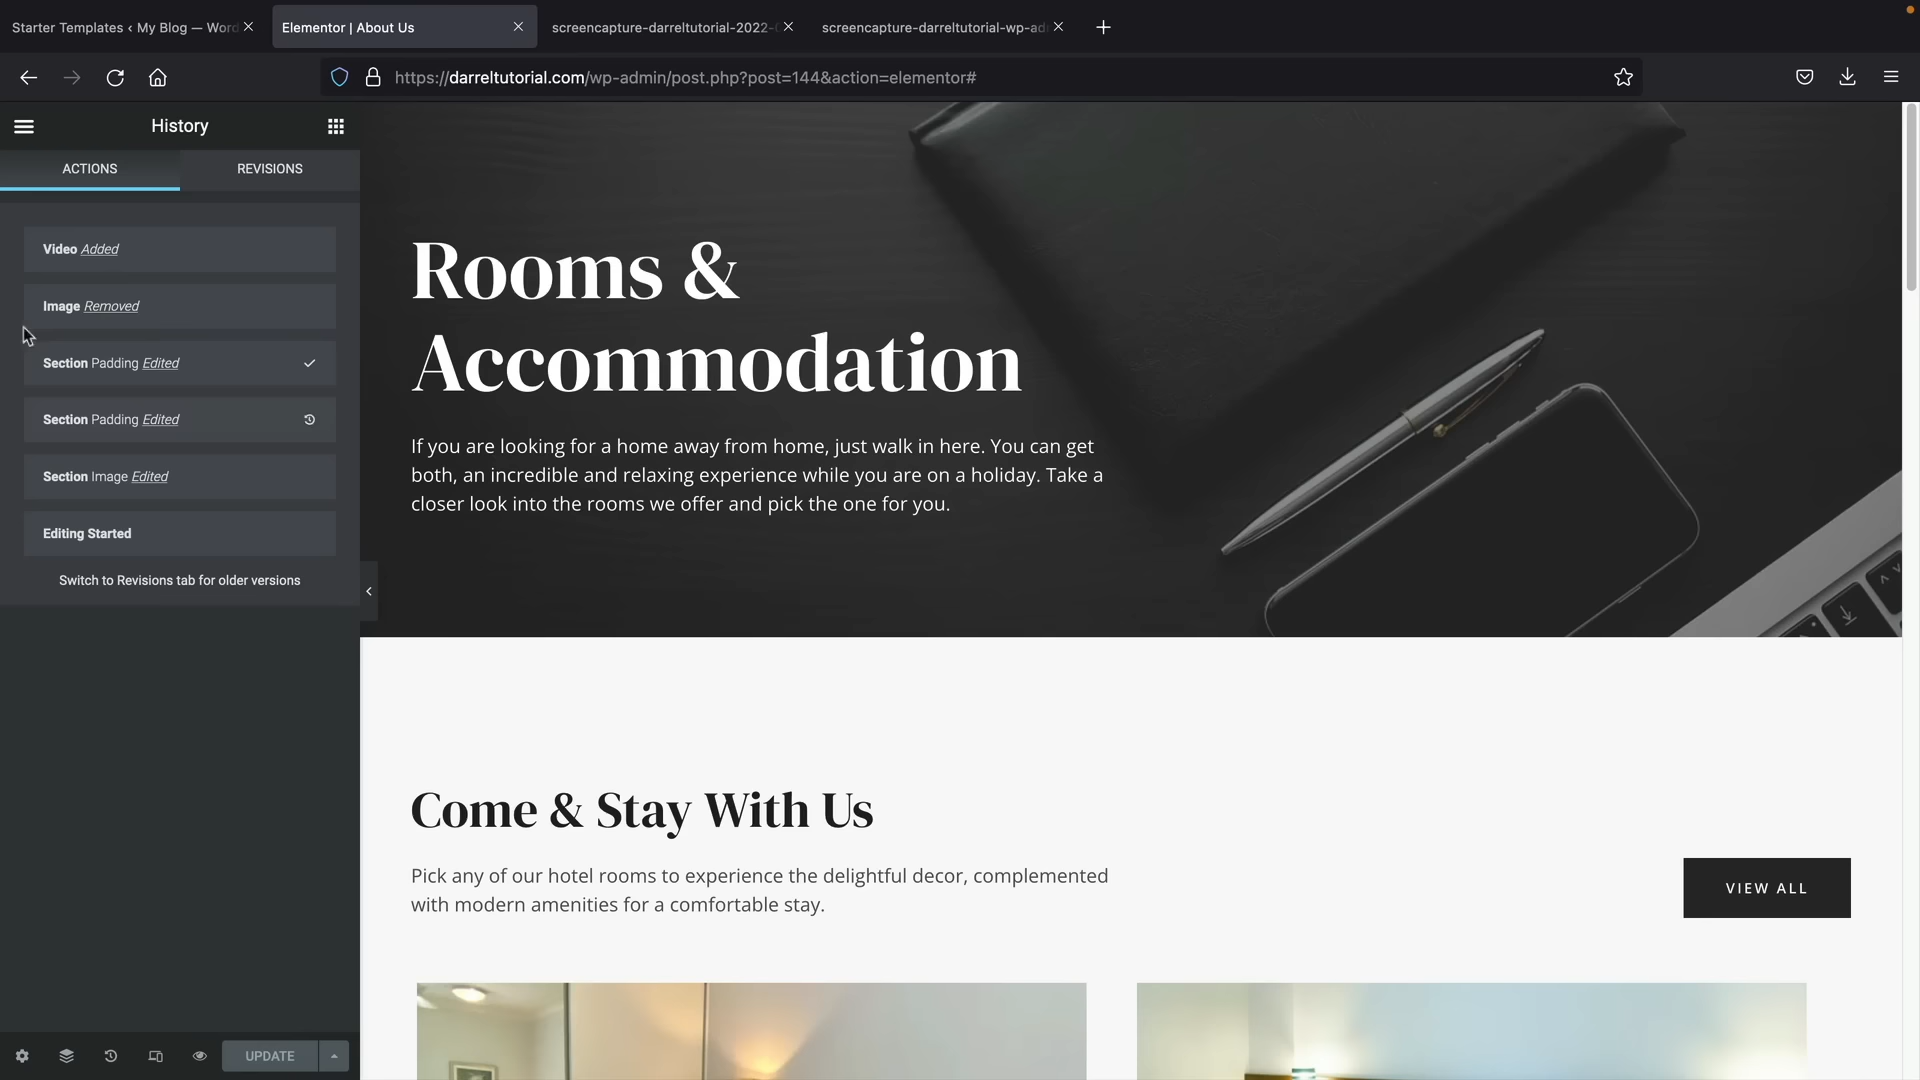 Starter Templates ‹ My Blog — Word
Elementor | About Us
screencapture-darreltutorial-2022-
screencapture-darreltutorial-wp-ad
https://darreltutorial.com/wp-admin/post.php?post=144&action=elementor#
History
ACTIONS
REVISIONS
Video Added
Image Removed
Section Padding Edited
Section Padding Edited
Section Image Edited
Editing Started
Switch to Revisions tab for older versions
UPDATE
Rooms &
Accommodation
If you are looking for a home away from home, just walk in here. You can get
both, an incredible and relaxing experience while you are on a holiday. Take a
closer look into the rooms we offer and pick the one for you.
Come & Stay With Us
Pick any of our hotel rooms to experience the delightful decor, complemented
with modern amenities for a comfortable stay.
VIEW ALL